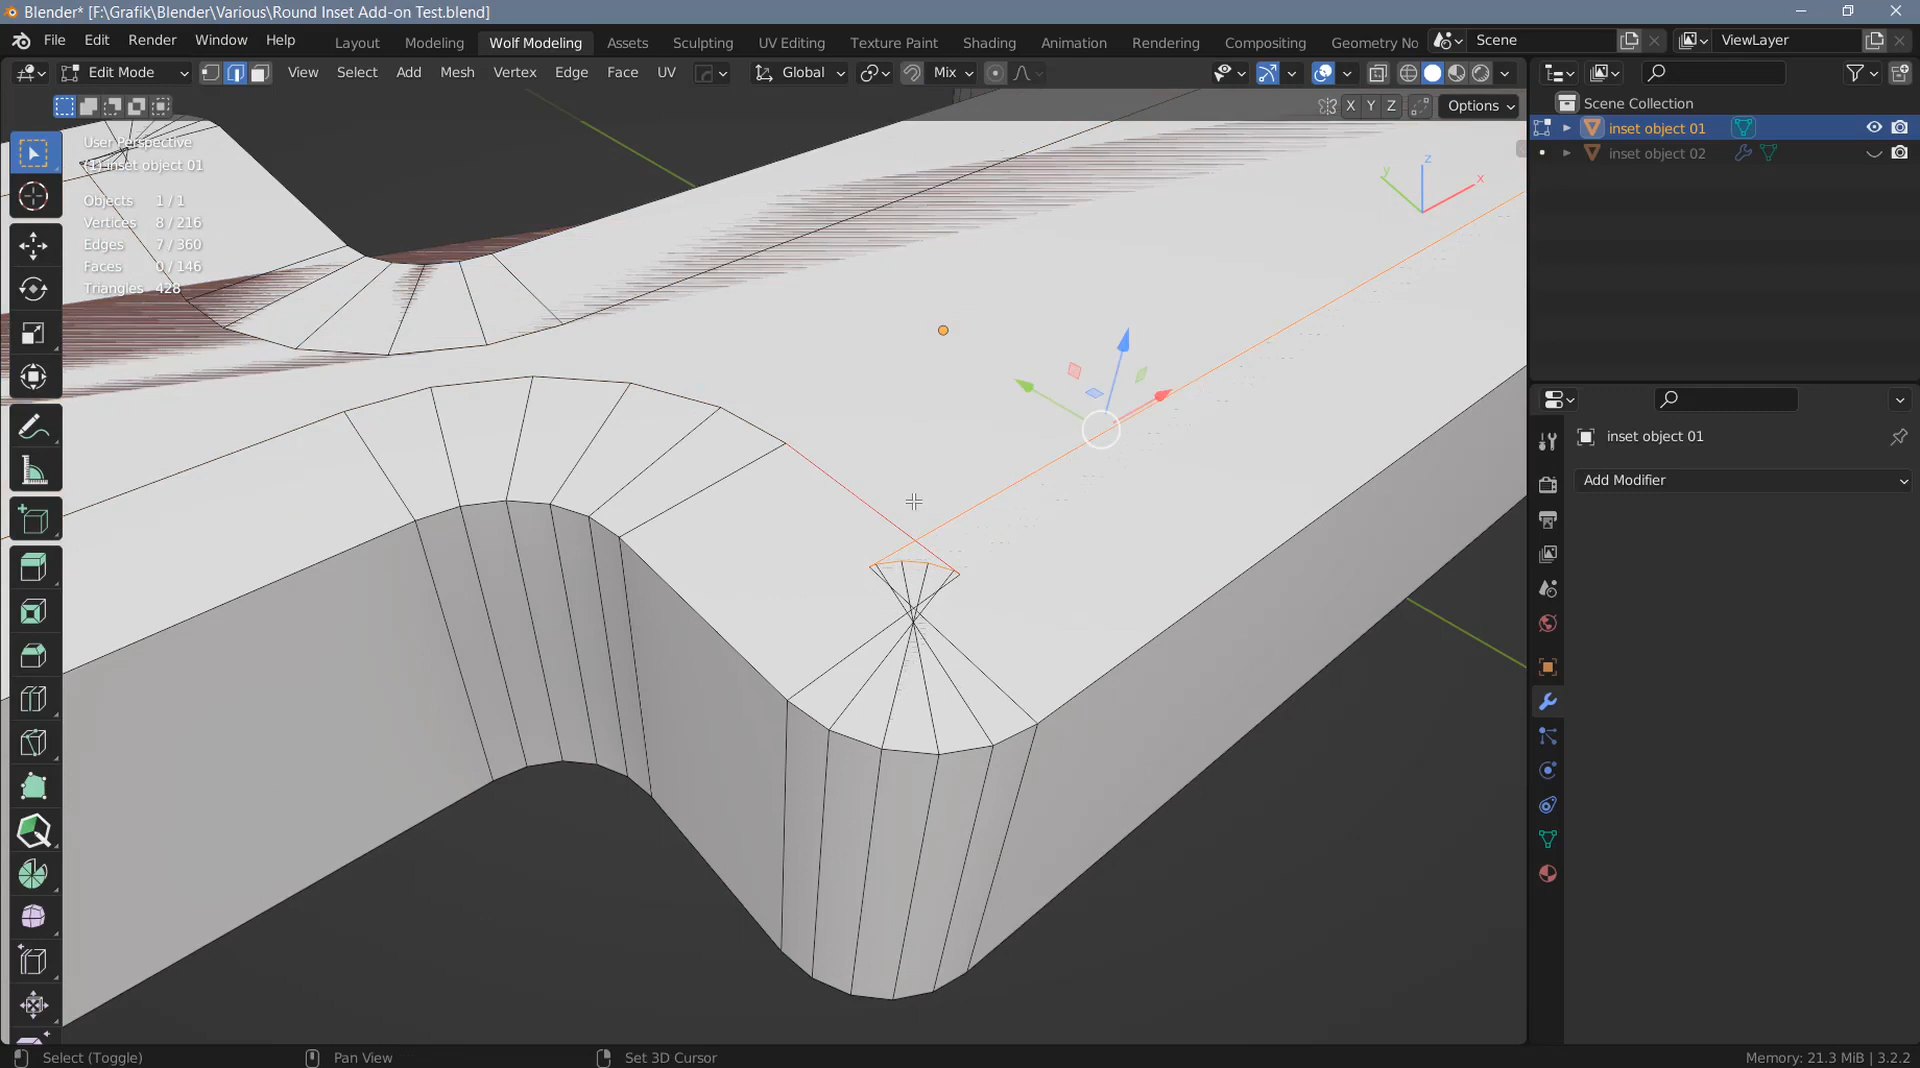 Blender* [F:\Grafik\Blender\Various\Round Inset Add-on Test.blend]
File Edit Render Window Help Layout Modeling Wolf Modeling Assets Sculpting UV Editing Texture Paint Shading Animation Rendering Compositing Geometry No Scene ViewLayer
Edit Mode View Select Add Mesh Vertex Edge Face UV Global Mix
X Y Z Options
Scene Collection
inset object 01
inset object 02
User Perspective
(1) inset object 01
Objects 1 / 1
Vertices 8 / 216
Edges 7 / 360
Faces 0 / 146
Triangles 428
z
y x
inset object 01
Add Modifier
Select (Toggle) Pan View Set 3D Cursor Memory: 21.3 MiB | 3.2.2